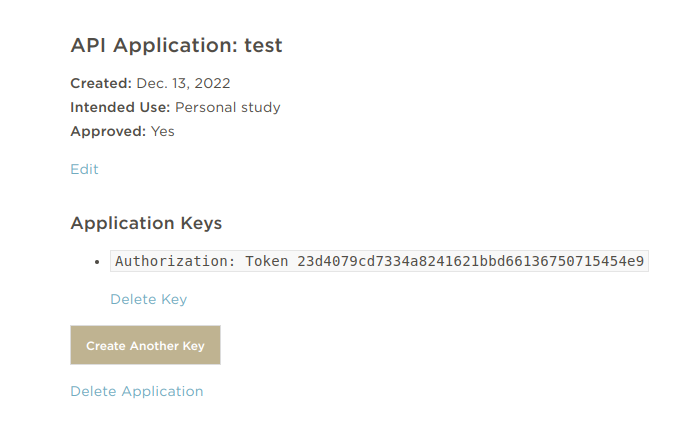 API Application: test
Created: Dec. 13, 2022
Intended Use: Personal study
Approved: Yes
Edit
Application Keys
Authorization: Token 23d4079cd7334a8241621bbd66136750715454e9
Delete Key
Create Another Key
Delete Application